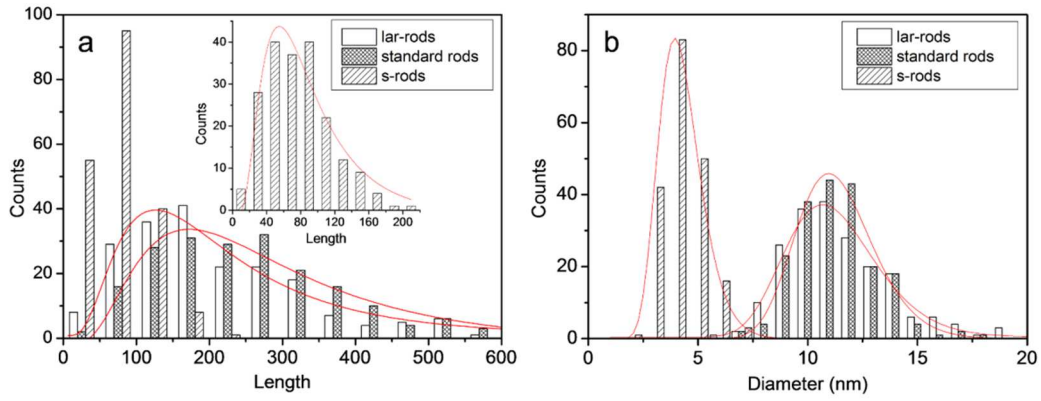 a
lar-rods
standard rods
s-rods
Counts
100
80
60
40
20
0
0 100 200 300 400 500 600
Length
Counts
40
30
20
10
0
0 40 80 120 160 200
Length
b
lar-rods
standard rods
s-rods
Counts
80
60
40
20
0
0 5 10 15 20
Diameter (nm)